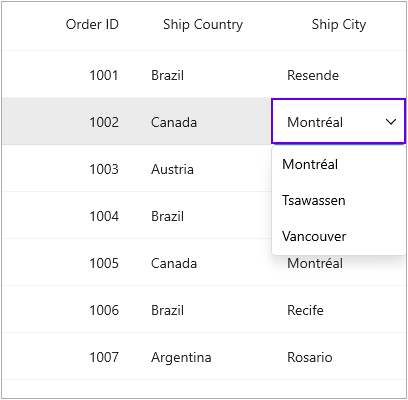 Order ID Ship Country Ship City
1001 Brazil Resende
1002 Canada Montréal
1003 Austria Montréal
1004 Brazil Tsawassen
Vancouver
1005 Canada Montréal
1006 Brazil Recife
1007 Argentina Rosario